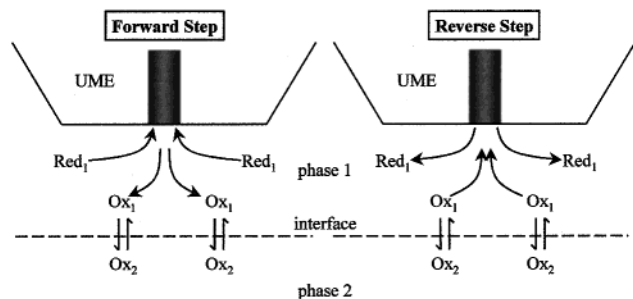 Forward Step
Reverse Step
UME
UME
Red₁
Red₁
phase 1
Red₁
Red₁
Ox₁
Ox₁
Ox₁
Ox₁
interface
Ox₂
Ox₂
Ox₂
Ox₂
phase 2